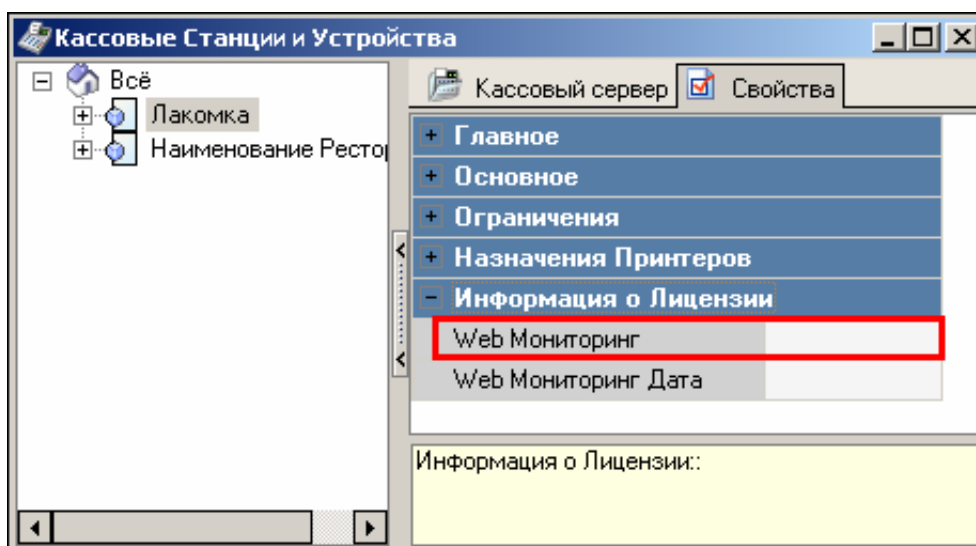 Кассовые Станции и Устройства
Всё
Лакомка
Наименование Рестор
Кассовый сервер
Свойства
Главное
Основное
Ограничения
Назначения Принтеров
Информация о Лицензии
Web Мониторинг
Web Мониторинг Дата
Информация о Лицензии::